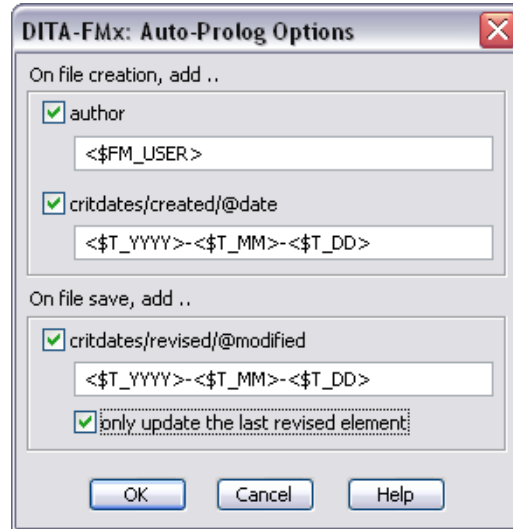 DITA-FMx: Auto-Prolog Options
On file creation, add ..
author
<$FM_USER>
critdates/created/@date
<$T_YYYY>-<$T_MM>-<$T_DD>
On file save, add ..
critdates/revised/@modified
<$T_YYYY>-<$T_MM>-<$T_DD>
only update the last revised element
OK Cancel Help